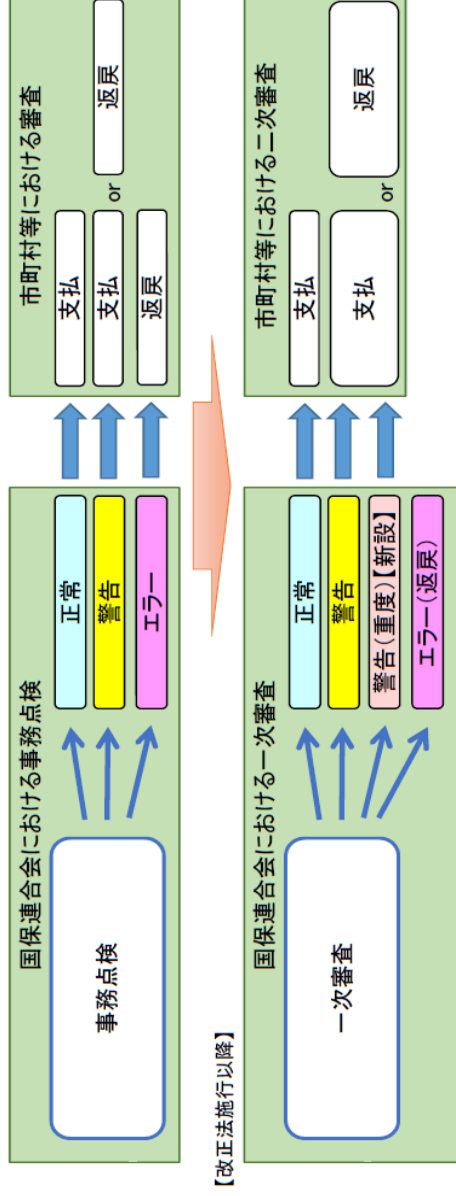 国保連合会における事務点検
事務点検
正常
警告
エラー
市町村等における審査
支払
支払
or
返戻
返戻
【改正法施行以降】
国保連合会における一次審査
一次審査
正常
警告
警告(重度)【新設】
エラー(返戻)
市町村等における二次審査
支払
支払
or
返戻